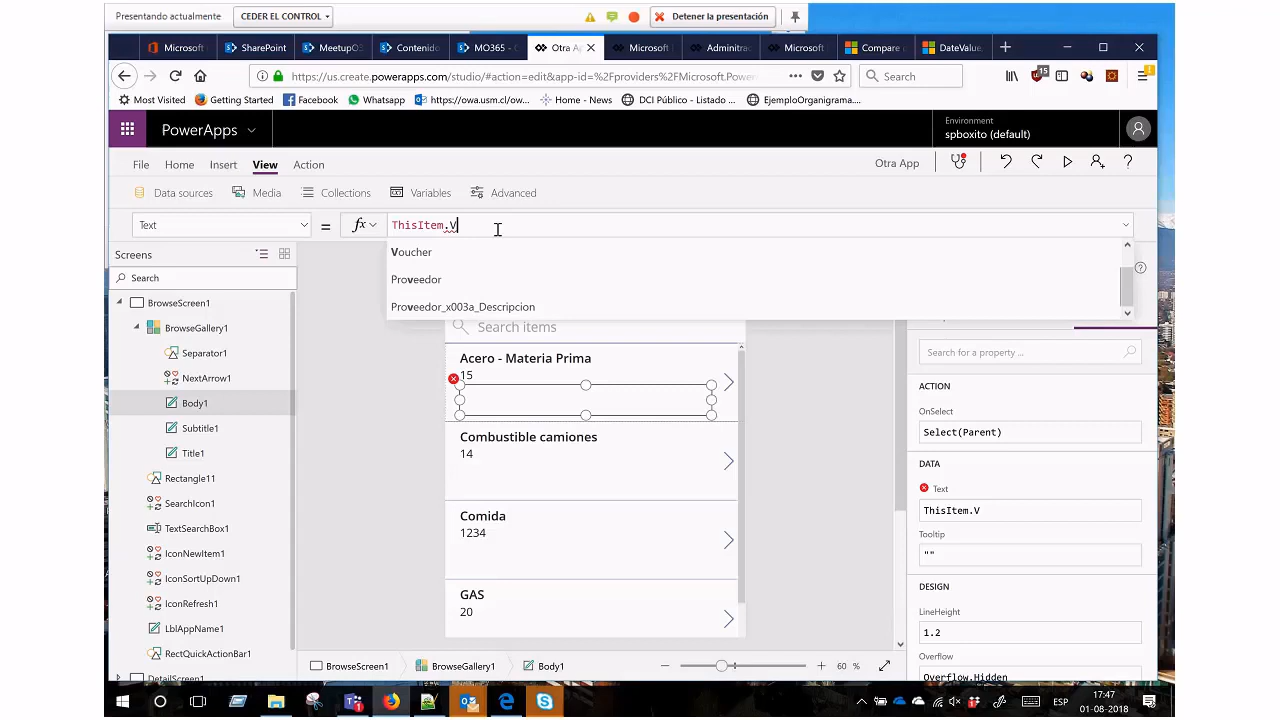 Presentando actualmente CEDER EL CONTROL Detener la presentación
Microsoft SharePoint MeetupO3 Contenido MO365 - Otra Ap Microsoft Adminitrac Microsoft Compare DateValue
https://us.create.powerapps.com/studio/#action=edit&app-id=%2Fproviders%2FMicrosoft.Power Search 15
Most Visited Getting Started Facebook Whatsapp https://owa.usm.cl/ow... Home - News DCI Público - Listado ... EjemploOrganigrama....
PowerApps
Environment
spboxito (default)
File Home Insert View Action Otra App ?
Data sources Media Collections Variables Advanced
Text = fx ThisItem.V
Voucher
Proveedor
Proveedor_x003a_Descripcion
Screens
Search
BrowseScreen1
BrowseGallery1
Separator1
NextArrow1
Body1
Subtitle1
Title1
Rectangle11
SearchIcon1
TextSearchBox1
IconNewItem1
IconSortUpDown1
IconRefresh1
LblAppName1
RectQuickActionBar1
DetailScreen1
Search items
Acero - Materia Prima
15
Combustible camiones
14
Comida
1234
GAS
20
Search for a property ...
ACTION
OnSelect
Select(Parent)
DATA
Text
ThisItem.V
Tooltip
""
DESIGN
LineHeight
1.2
Overflow
Overflow.Hidden
BrowseScreen1 BrowseGallery1 Body1 60 %
ESP 17:47
01-08-2018